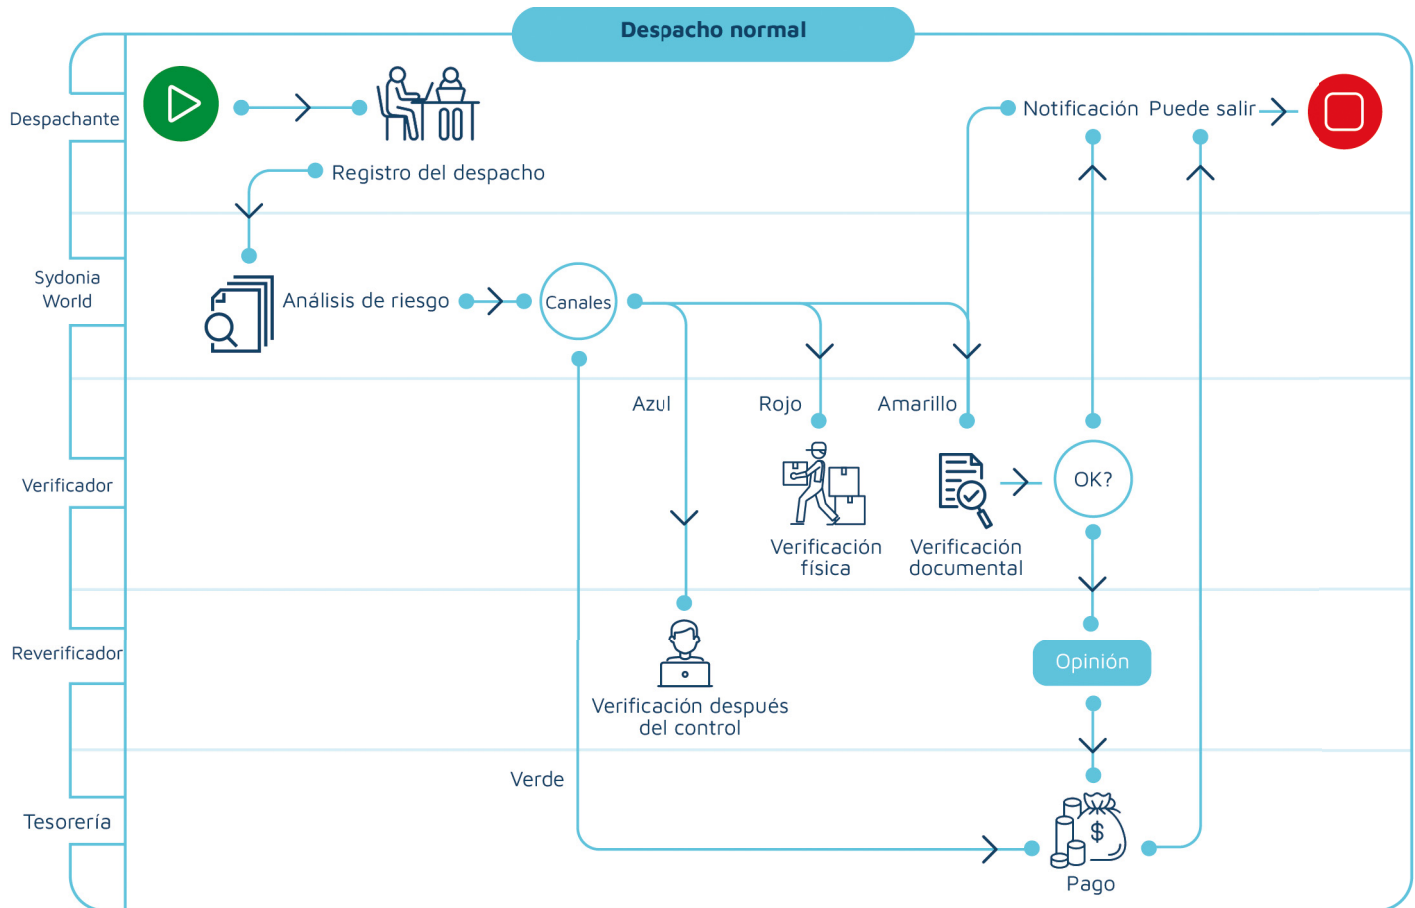 Despacho normal
Despachante
Notificación
Puede salir
Registro del despacho
Sydonia
World
Análisis de riesgo
Canales
Azul
Rojo
Amarillo
Verificador
OK?
Verificación
física
Verificación
documental
Reverificador
Opinión
Verificación después
del control
Verde
Tesorería
$
Pago